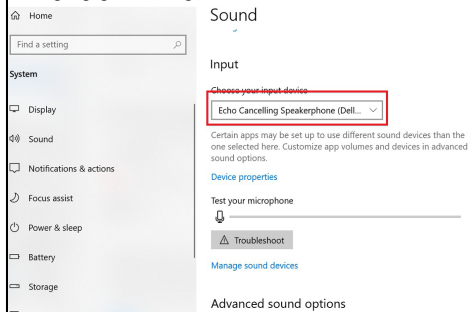 Home
Find a setting
System
Display
Sound
Notifications & actions
Focus assist
Power & sleep
Battery
Storage
Sound
Input
Choose your input device
Echo Cancelling Speakerphone (Dell...
Certain apps may be set up to use different sound devices than the
one selected here. Customize app volumes and devices in advanced
sound options.
Device properties
Test your microphone
Troubleshoot
Manage sound devices
Advanced sound options